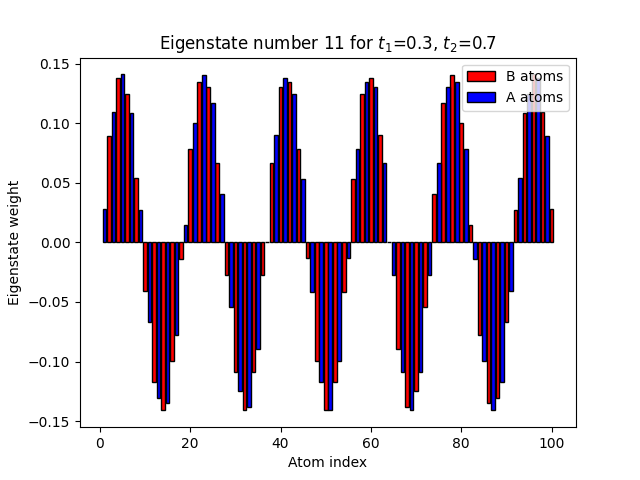 Eigenstate number 11 for t₁=0.3, t₂=0.7
B atoms
A atoms
0.15
0.10
0.05
0.00
−0.05
−0.10
−0.15
Eigenstate weight
0 20 40 60 80 100
Atom index